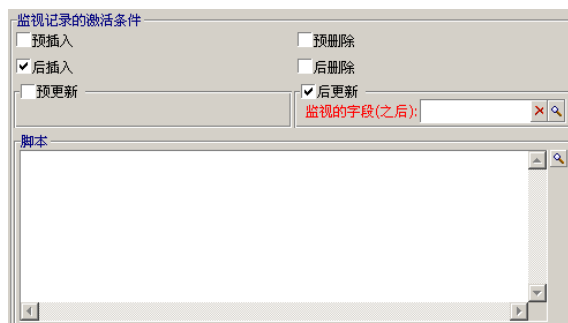 监视记录的激活条件
预插入 预删除
后插入 后删除
预更新 后更新
监视的字段(之后):
脚本